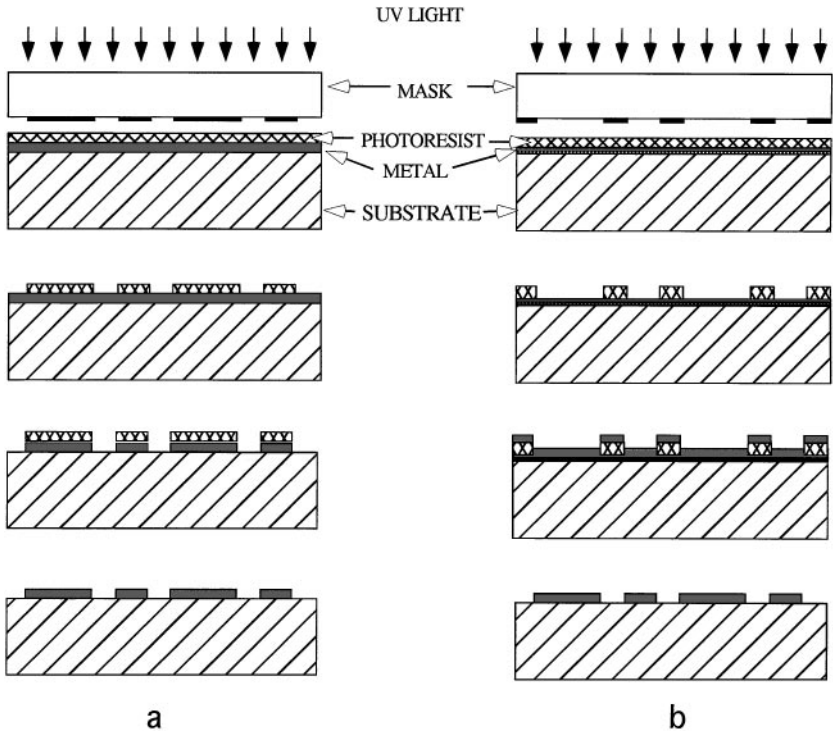 UV LIGHT
MASK
PHOTORESIST
METAL
SUBSTRATE
a
b